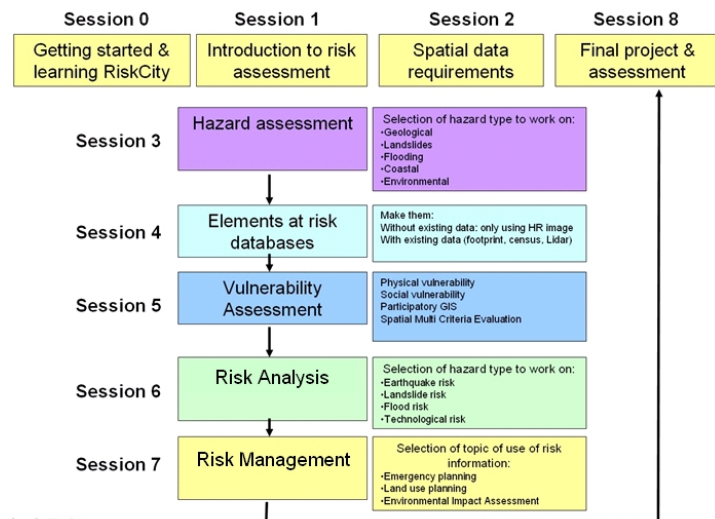 Session 0
Session 1
Session 2
Session 8
Getting started &
learning RiskCity
Introduction to risk
assessment
Spatial data
requirements
Final project &
assessment
Session 3
Hazard assessment
Selection of hazard type to work on:
•Geological
•Landslides
•Flooding
•Coastal
•Environmental
Session 4
Elements at risk
databases
Make them:
Without existing data: only using HR image
With existing data (footprint, census, Lidar)
Session 5
Vulnerability
Assessment
Physical vulnerability
Social vulnerability
Participatory GIS
Spatial Multi Criteria Evaluation
Session 6
Risk Analysis
Selection of hazard type to work on:
•Earthquake risk
•Landslide risk
•Flood risk
•Technological risk
Session 7
Risk Management
Selection of topic of use of risk
information:
•Emergency planning
•Land use planning
•Environmental Impact Assessment